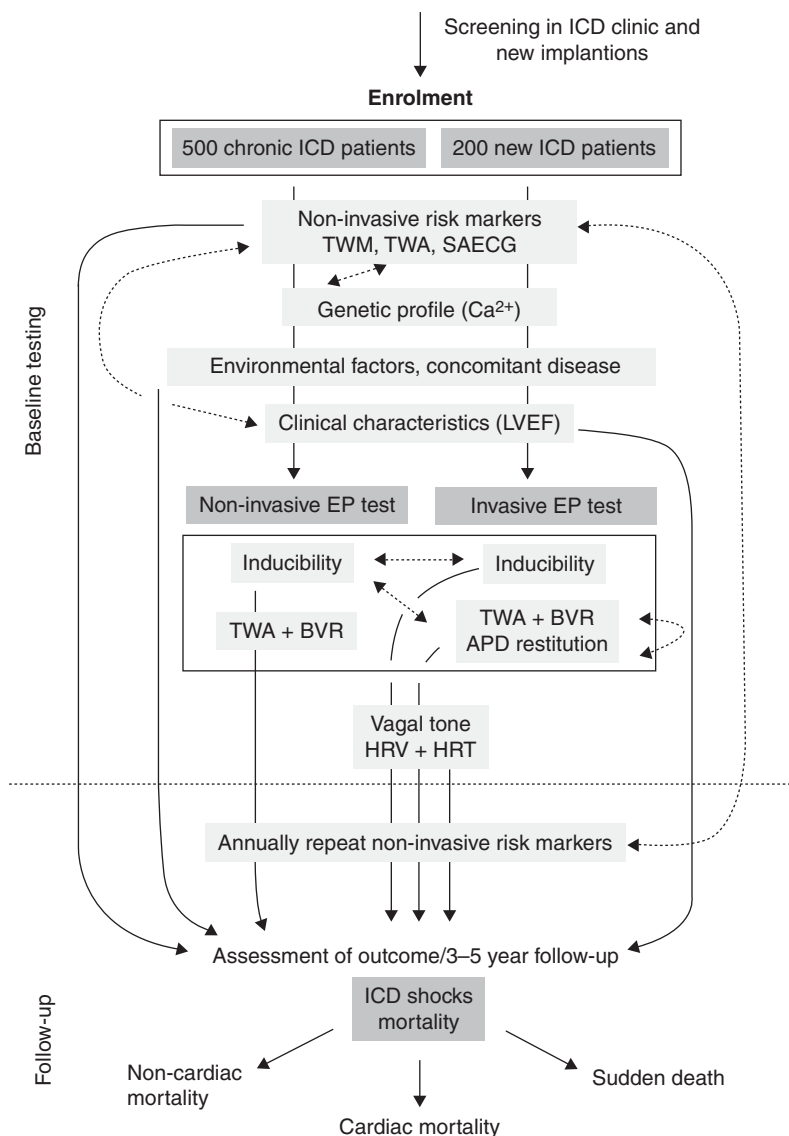 Screening in ICD clinic and
new implantions
Enrolment
500 chronic ICD patients
200 new ICD patients
Non-invasive risk markers
TWM, TWA, SAECG
Genetic profile (Ca²⁺)
Environmental factors, concomitant disease
Clinical characteristics (LVEF)
Baseline testing
Non-invasive EP test
Invasive EP test
Inducibility
Inducibility
TWA + BVR
TWA + BVR
APD restitution
Vagal tone
HRV + HRT
Annually repeat non-invasive risk markers
Assessment of outcome/3–5 year follow-up
ICD shocks
mortality
Follow-up
Non-cardiac
mortality
Sudden death
Cardiac mortality